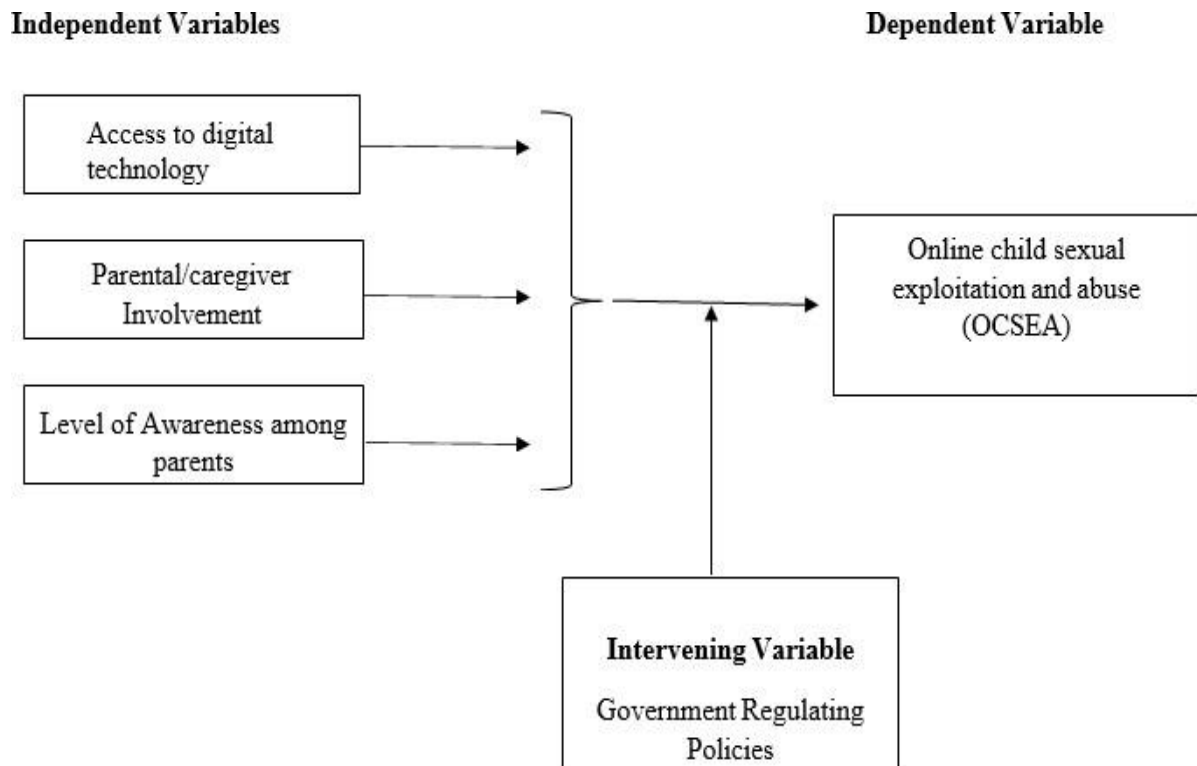 Independent Variables
Dependent Variable
Access to digital
technology
Parental/caregiver
Involvement
Level of Awareness among
parents
Online child sexual
exploitation and abuse
(OCSEA)
Intervening Variable
Government Regulating
Policies